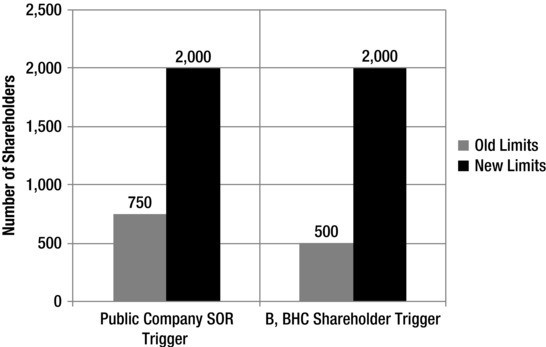 Number of Shareholders
2,500
2,000
1,500
1,000
500
0
750
2,000
500
2,000
Public Company SOR
Trigger
B, BHC Shareholder Trigger
Old Limits
New Limits